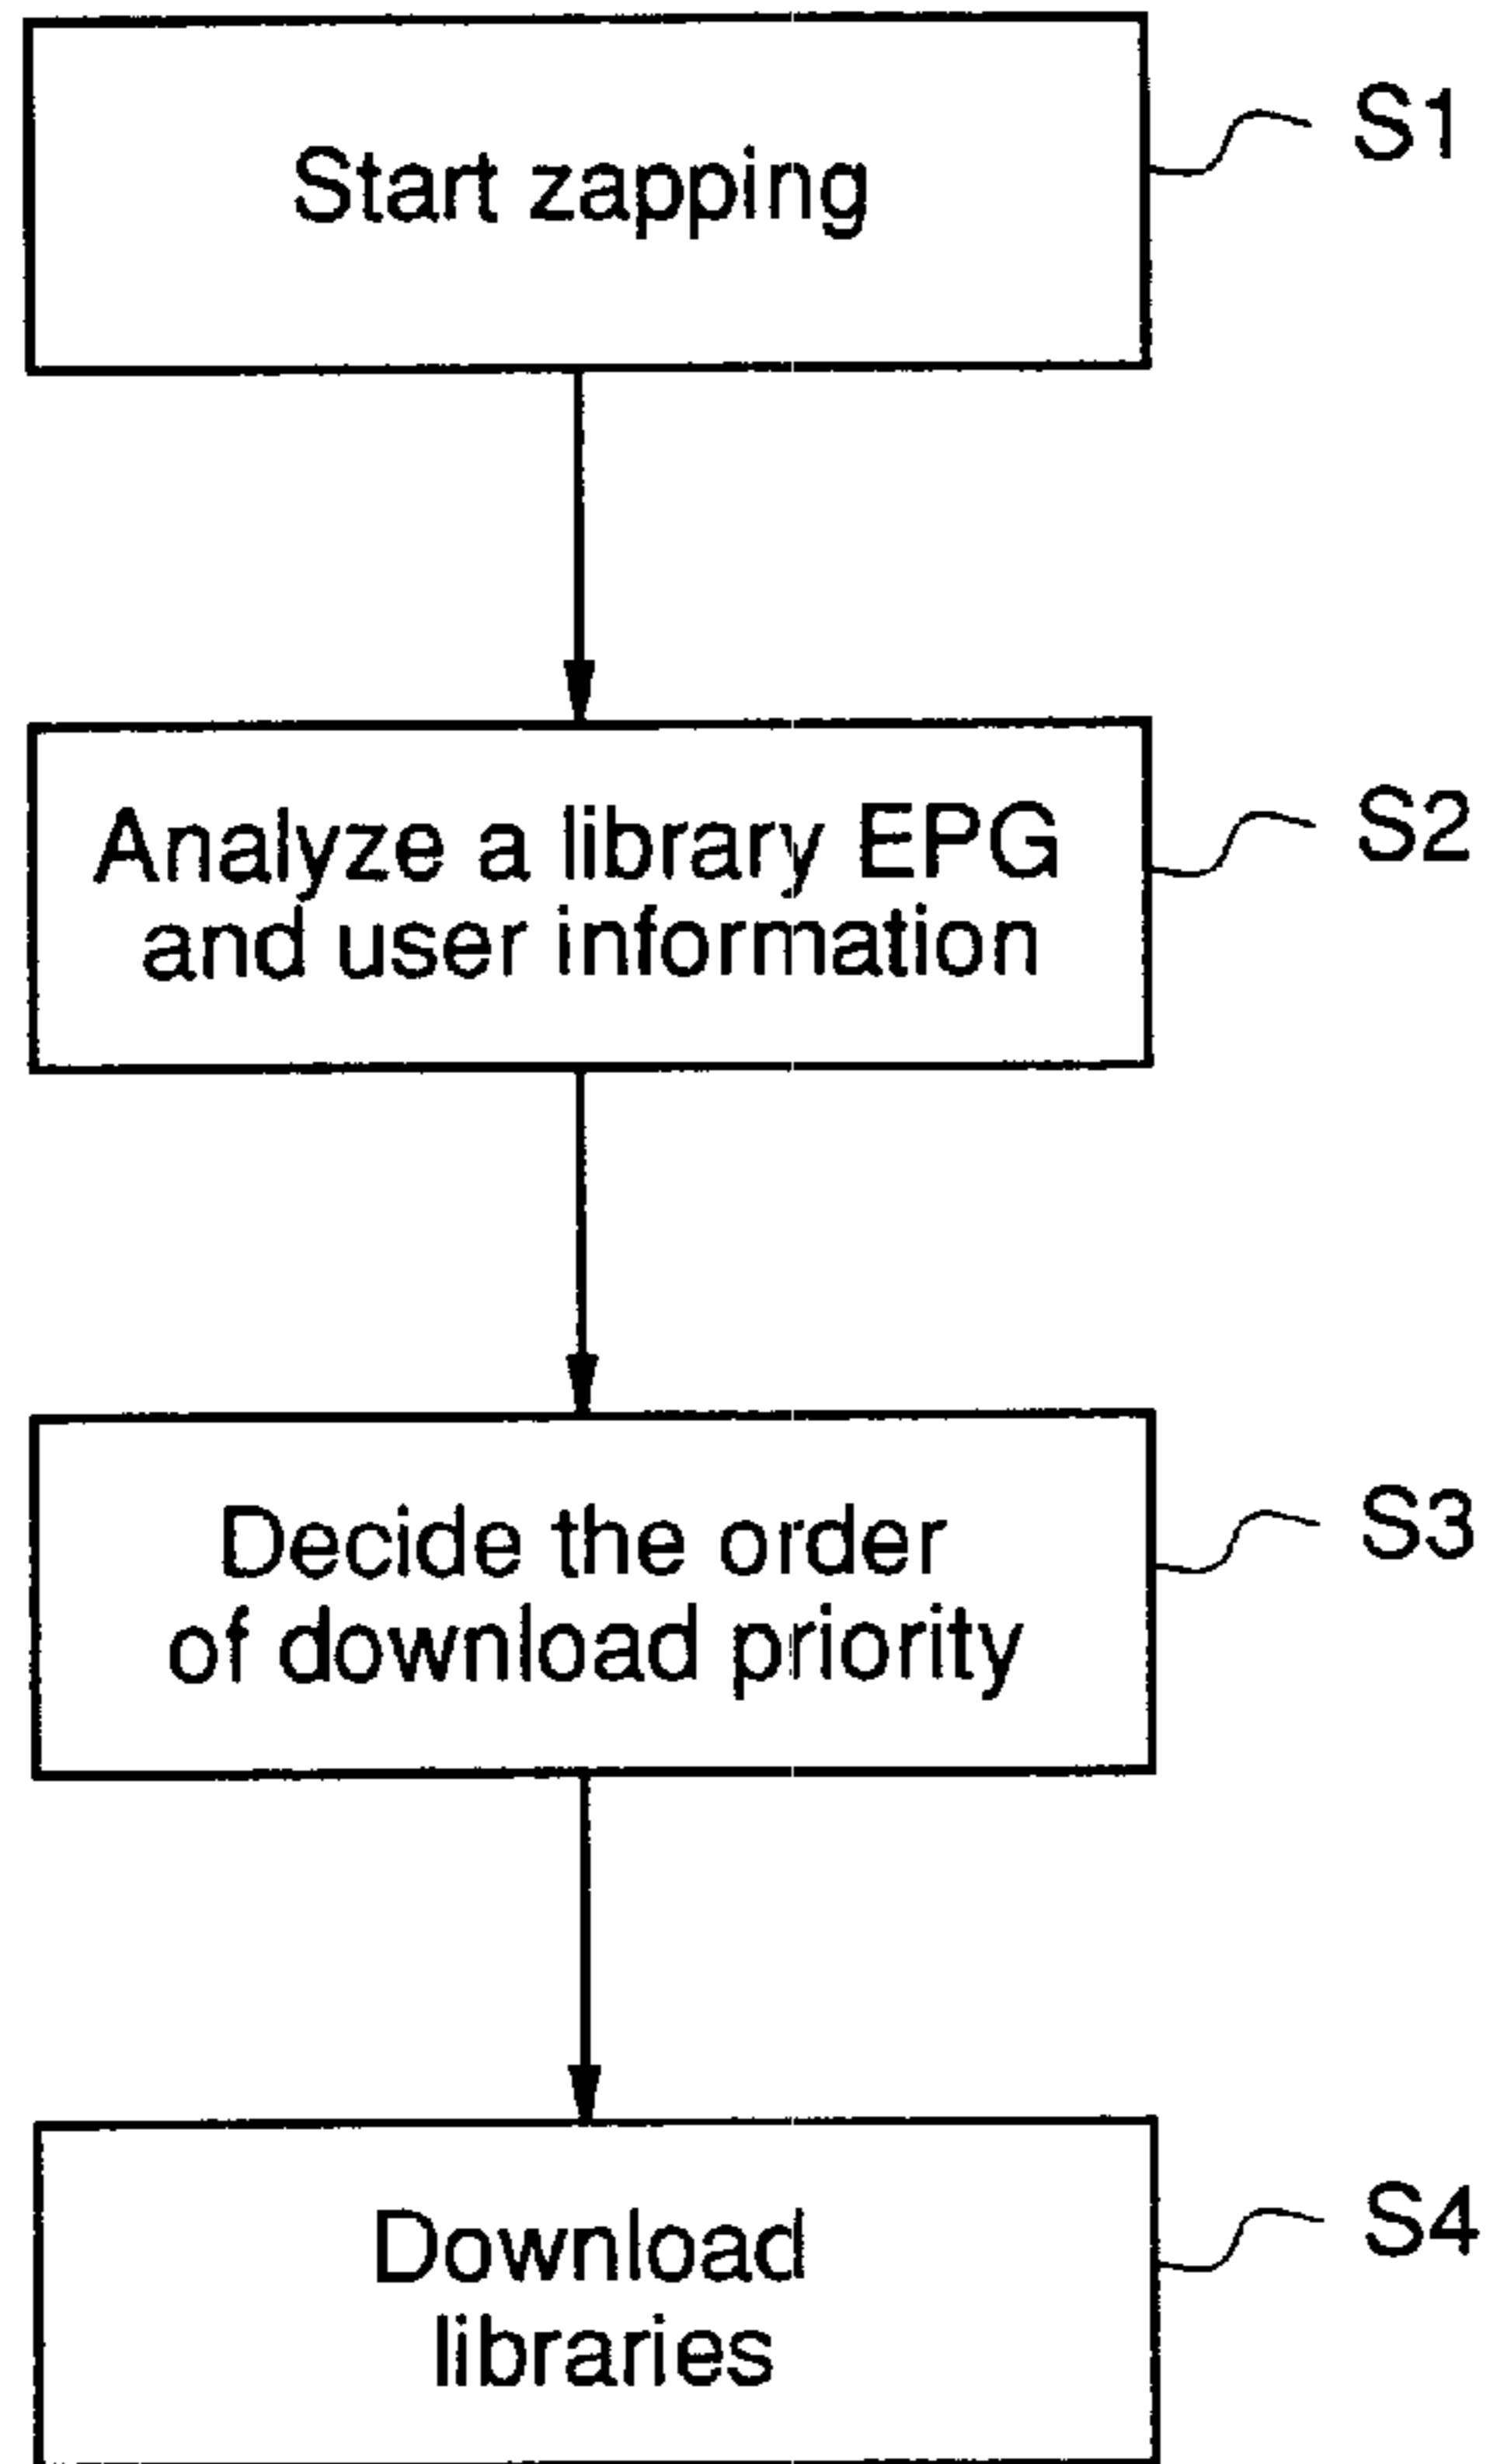 Start zapping
S1
Analyze a library EPG
and user information
S2
Decide the order
of download priority
S3
Download
libraries
S4